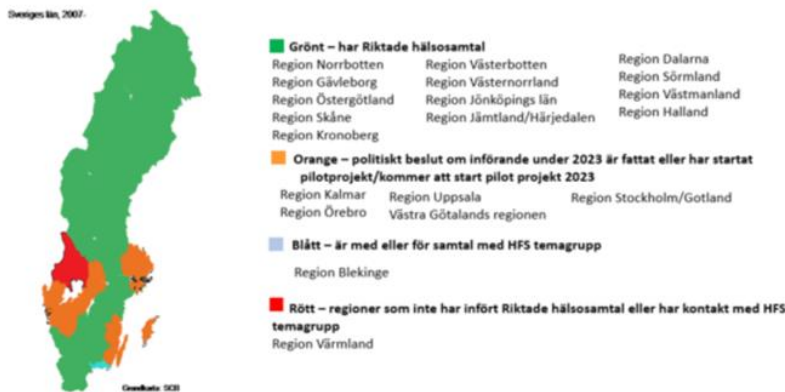 Sveriges län, 2007-
Grönt – har Riktade hälsosamtal
Region Norrbotten
Region Gävleborg
Region Östergötland
Region Skåne
Region Kronoberg
Region Västerbotten
Region Västernorrland
Region Jönköpings län
Region Jämtland/Härjedalen
Region Dalarna
Region Sörmland
Region Västmanland
Region Halland
Orange – politiskt beslut om införande under 2023 är fattat eller har startat
pilotprojekt/kommer att start pilot projekt 2023
Region Kalmar
Region Örebro
Region Uppsala
Västra Götalands regionen
Region Stockholm/Gotland
Blått – är med eller för samtal med HFS temagrupp
Region Blekinge
Rött – regioner som inte har infört Riktade hälsosamtal eller har kontakt med HFS
temagrupp
Region Värmland
Grundkarta: SCB